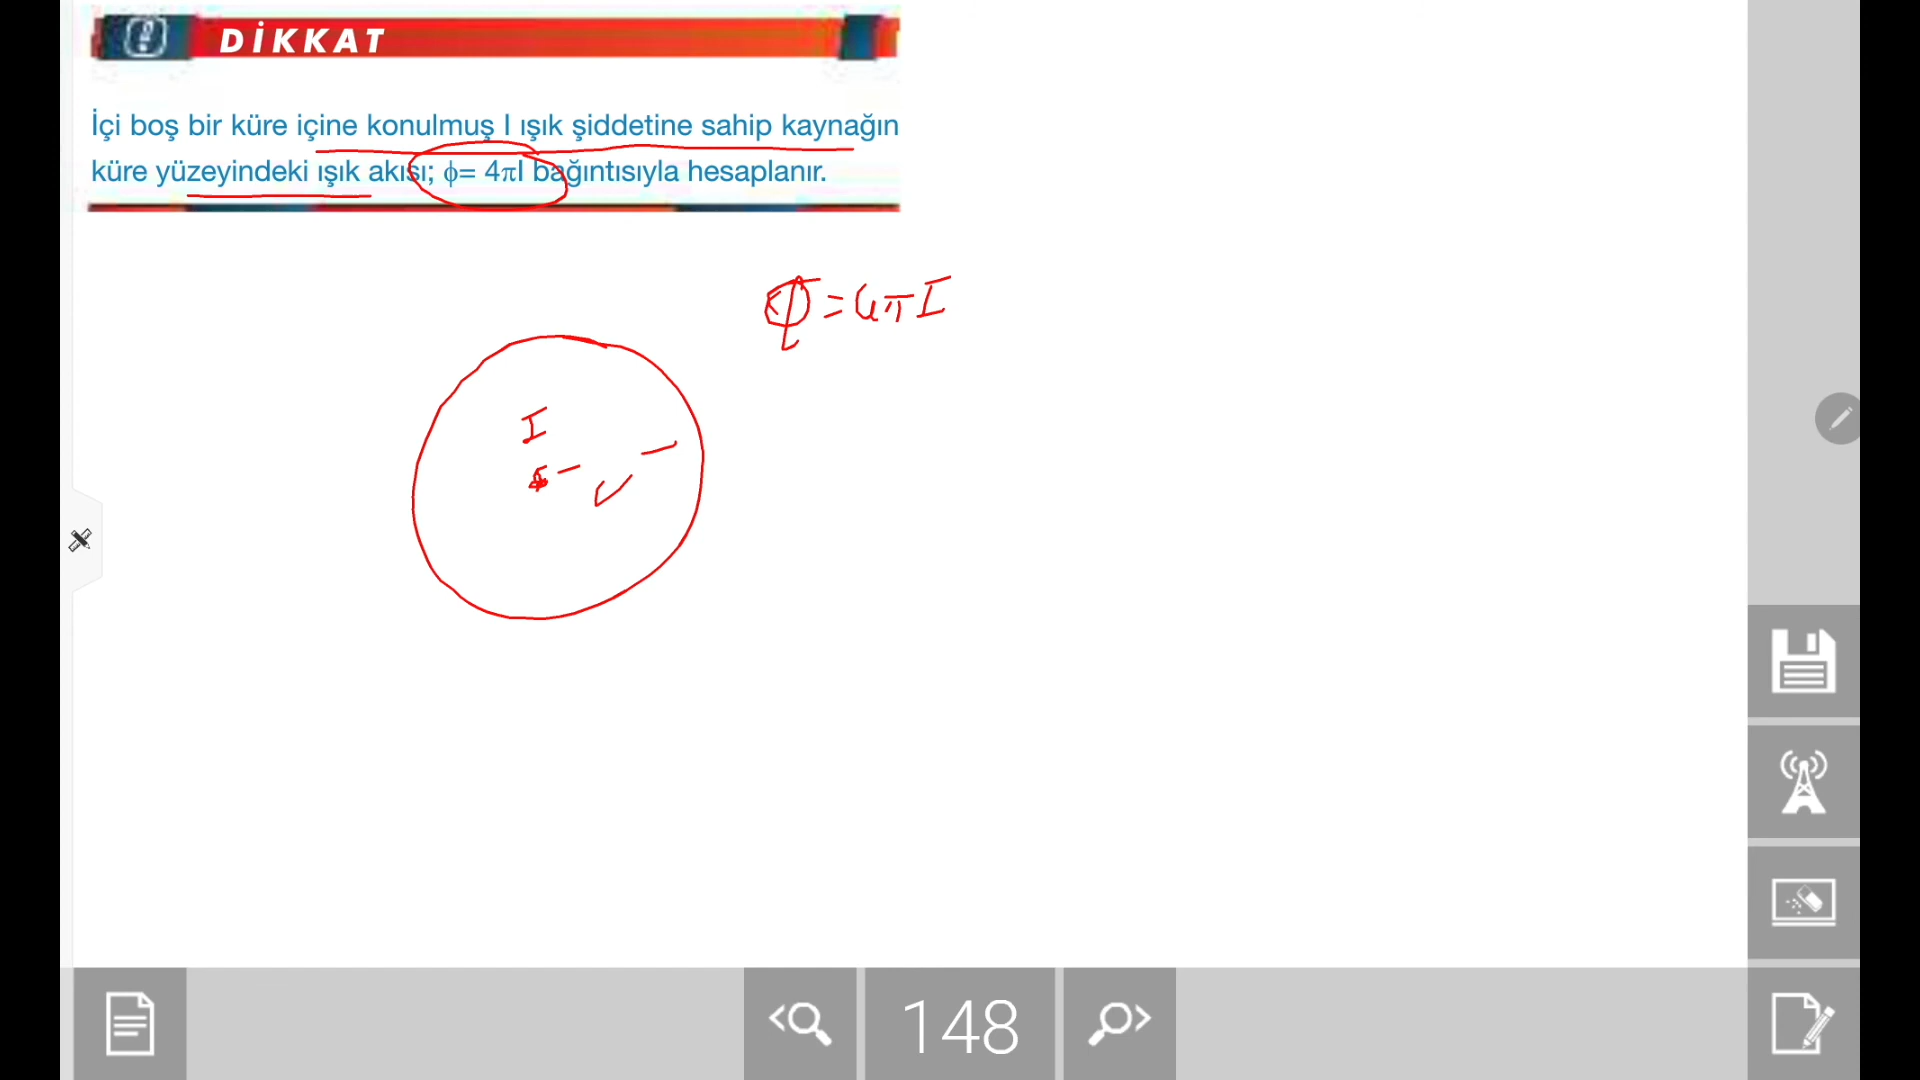 DİKKAT
İçi boş bir küre içine konulmuş I ışık şiddetine sahip kaynağın
küre yüzeyindeki ışık akısı; ϕ= 4πI bağıntısıyla hesaplanır.
Φ = 4πI
I
148